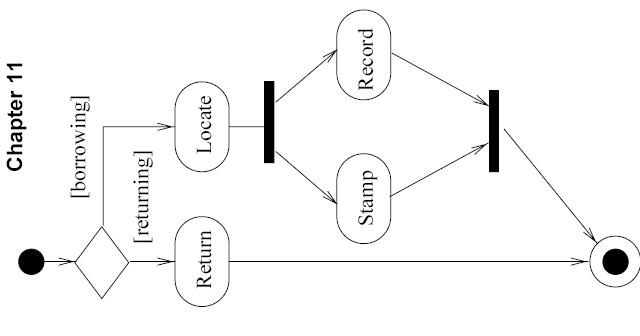 Chapter 11
[borrowing]
[returning]
Locate
Return
Record
Stamp